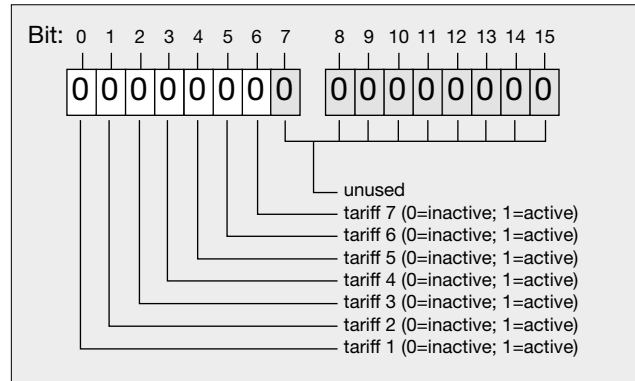 Bit: 0 1 2 3 4 5 6 7 8 9 10 11 12 13 14 15
0 0 0 0 0 0 0 0 0 0 0 0 0 0 0 0
unused
tariff 7 (0=inactive; 1=active)
tariff 6 (0=inactive; 1=active)
tariff 5 (0=inactive; 1=active)
tariff 4 (0=inactive; 1=active)
tariff 3 (0=inactive; 1=active)
tariff 2 (0=inactive; 1=active)
tariff 1 (0=inactive; 1=active)